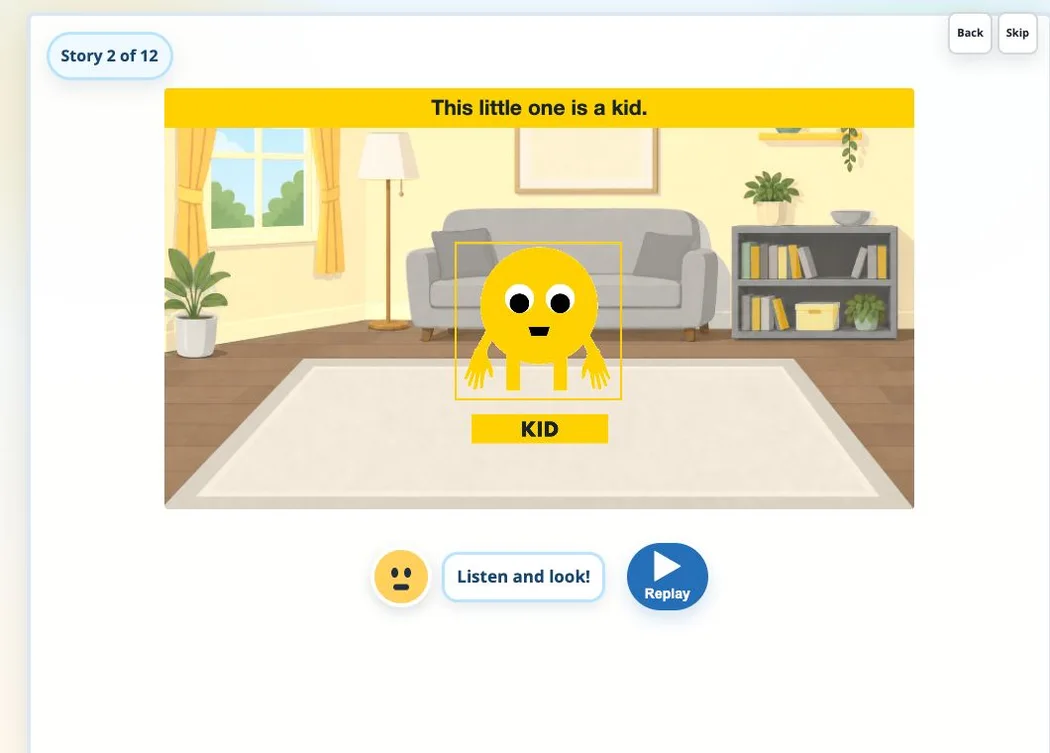 Story 2 of 12
Back
Skip
This little one is a kid.
KID
Listen and look!
Replay